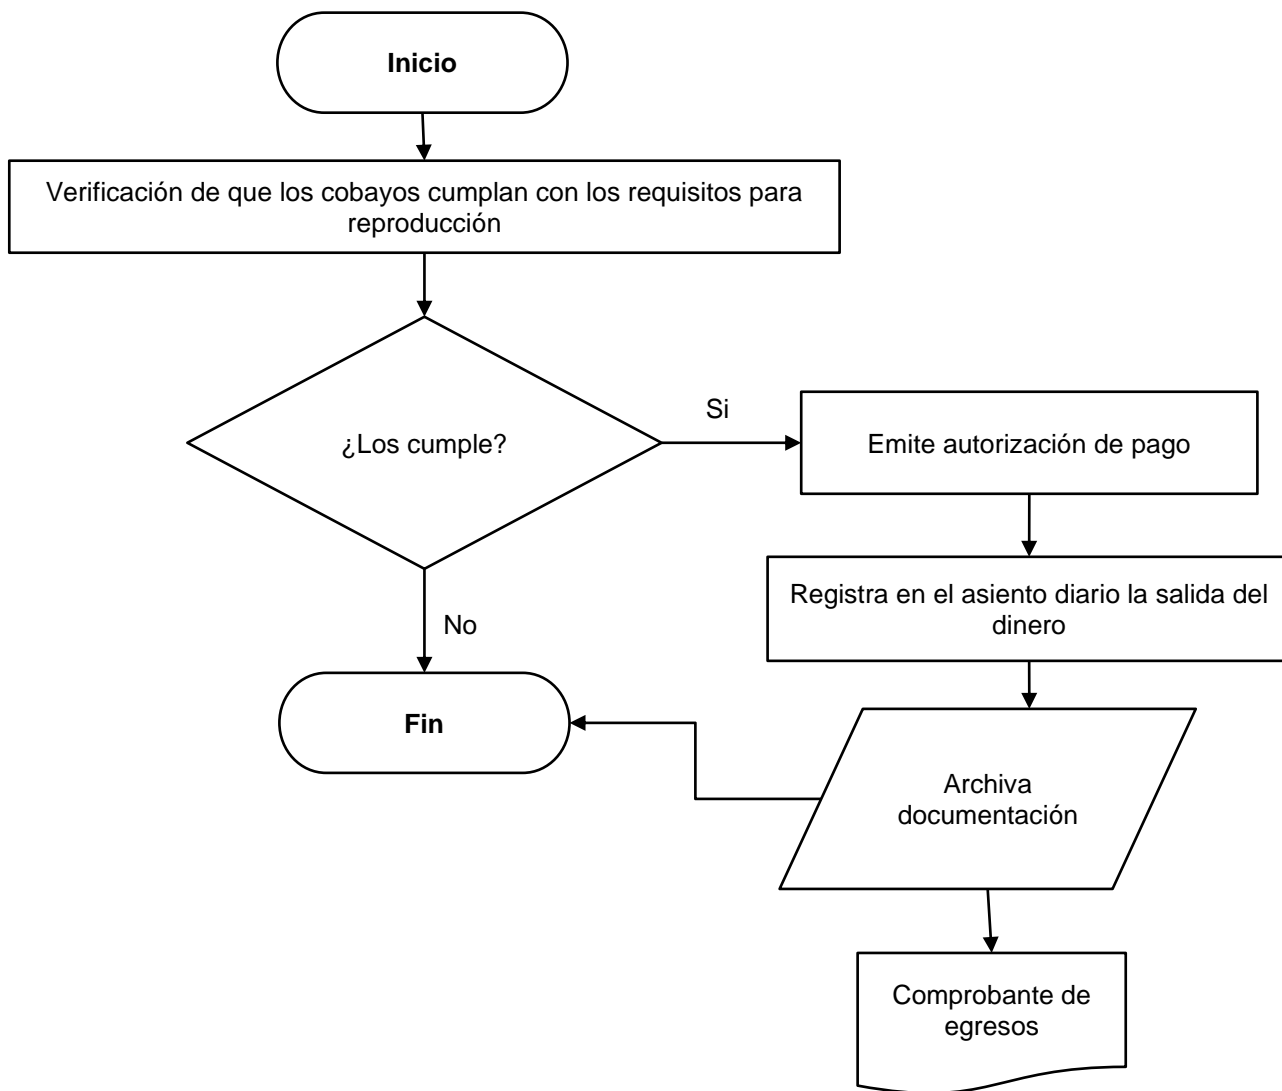 Inicio
Verificación de que los cobayos cumplan con los requisitos para
reproducción
¿Los cumple?
Si
Emite autorización de pago
Registra en el asiento diario la salida del
dinero
No
Fin
Archiva
documentación
Comprobante de
egresos